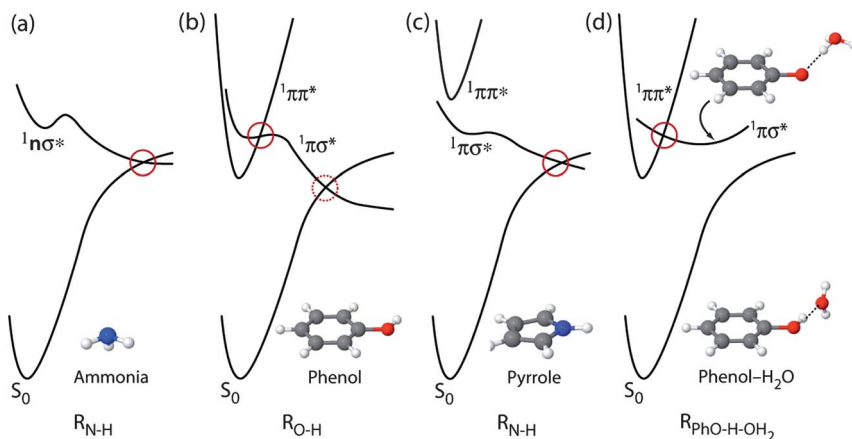 (a) (b) (c) (d)
¹ππ*
¹nσ*
¹πσ*
¹ππ*
¹πσ*
¹ππ*
¹πσ*
Ammonia Phenol Pyrrole Phenol–H₂O
S₀ S₀ S₀ S₀
R_N-H R_O-H R_N-H R_PhO-H-OH₂